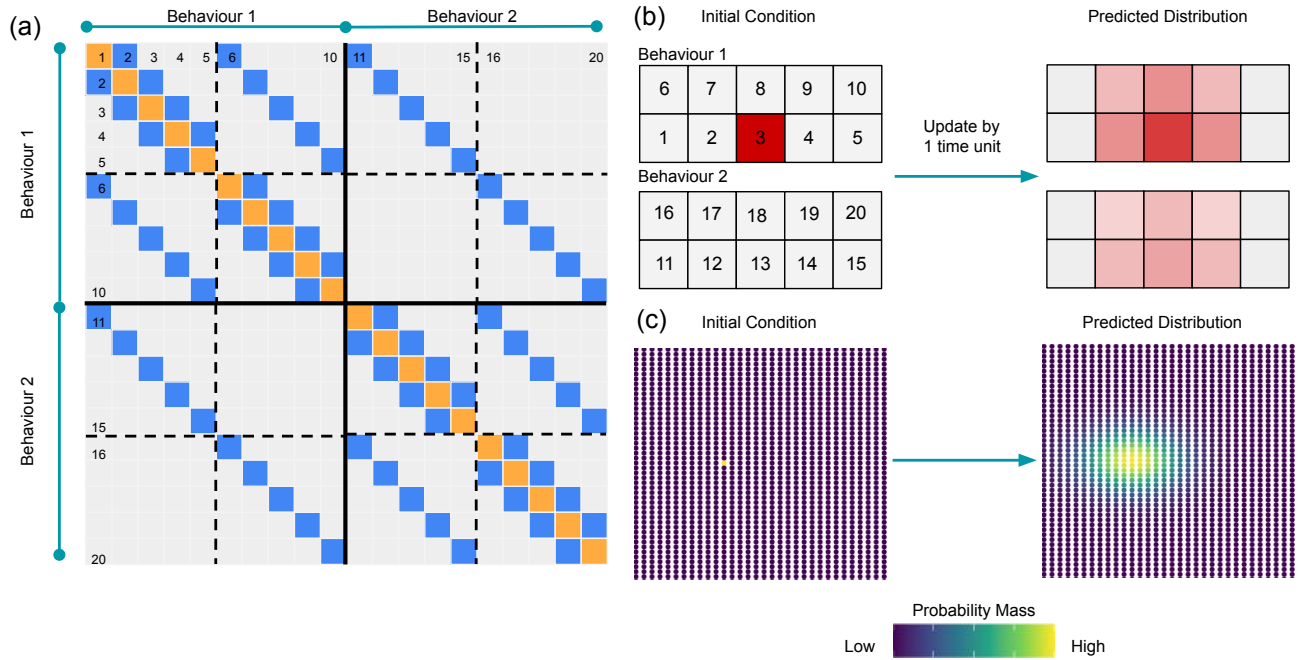 (a)
Behaviour 1
Behaviour 2
1 2 3 4 5 6 10 11 15 16 20
2
3
4
5
6
10
11
15
16
20
Behaviour 1
Behaviour 2
(b)
Initial Condition
Predicted Distribution
Behaviour 1
6 7 8 9 10
1 2 3 4 5
Update by
1 time unit
Behaviour 2
16 17 18 19 20
11 12 13 14 15
(c)
Initial Condition
Predicted Distribution
Probability Mass
Low
High